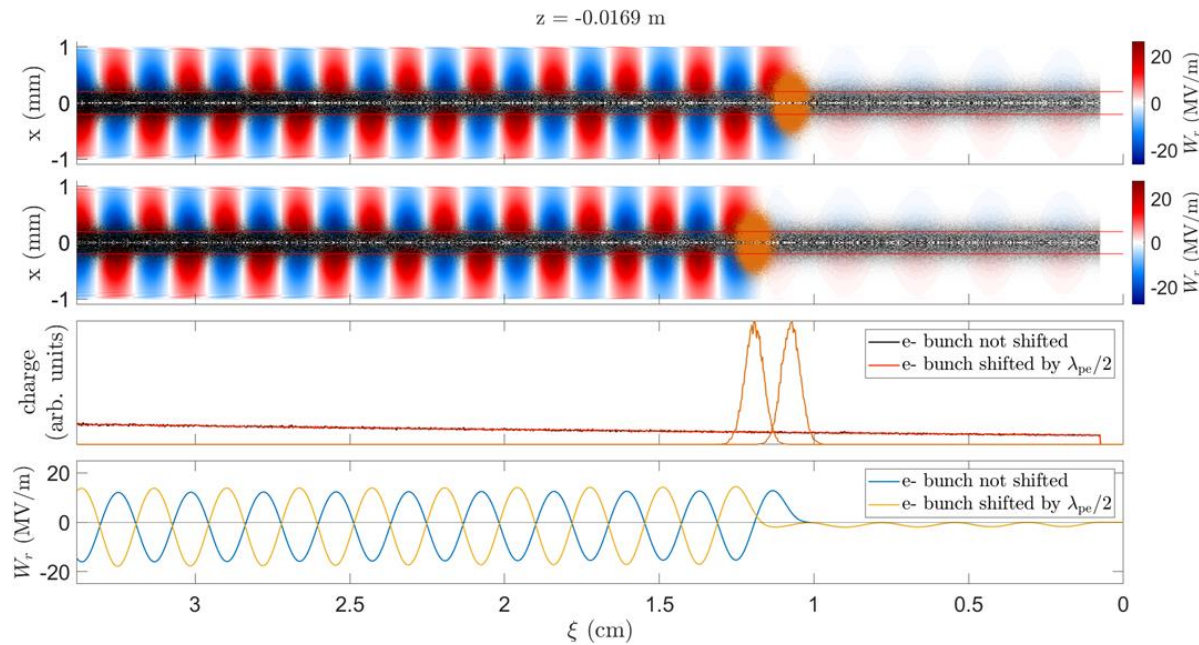 z = -0.0169 m
1
0
-1
x (mm)
20
0
-20
W_r (MV/m)
1
0
-1
x (mm)
20
0
-20
W_r (MV/m)
charge
(arb. units)
e- bunch not shifted
e- bunch shifted by λ_pe/2
20
0
-20
W_r (MV/m)
e- bunch not shifted
e- bunch shifted by λ_pe/2
3 2.5 2 1.5 1 0.5 0
ξ (cm)